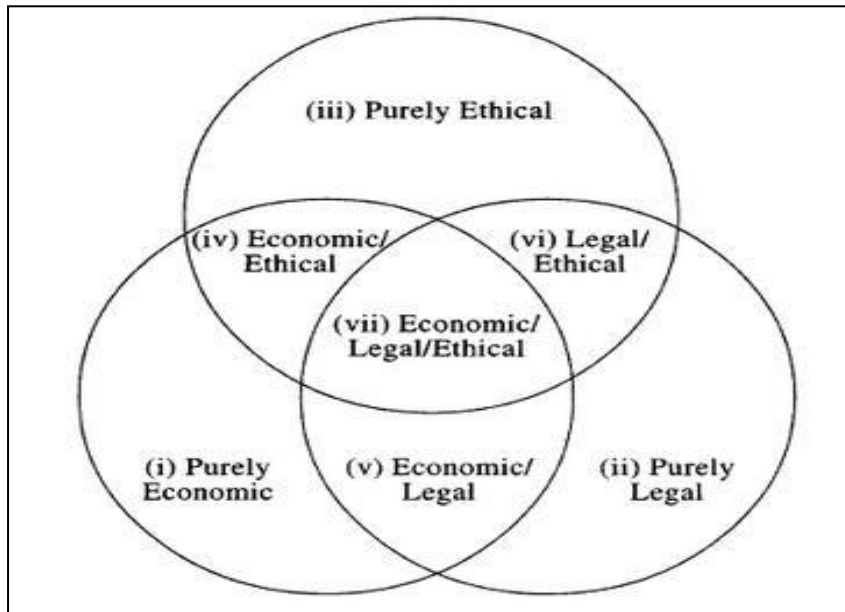 (iii) Purely Ethical
(iv) Economic/
Ethical
(vi) Legal/
Ethical
(vii) Economic/
Legal/Ethical
(i) Purely
Economic
(v) Economic/
Legal
(ii) Purely
Legal